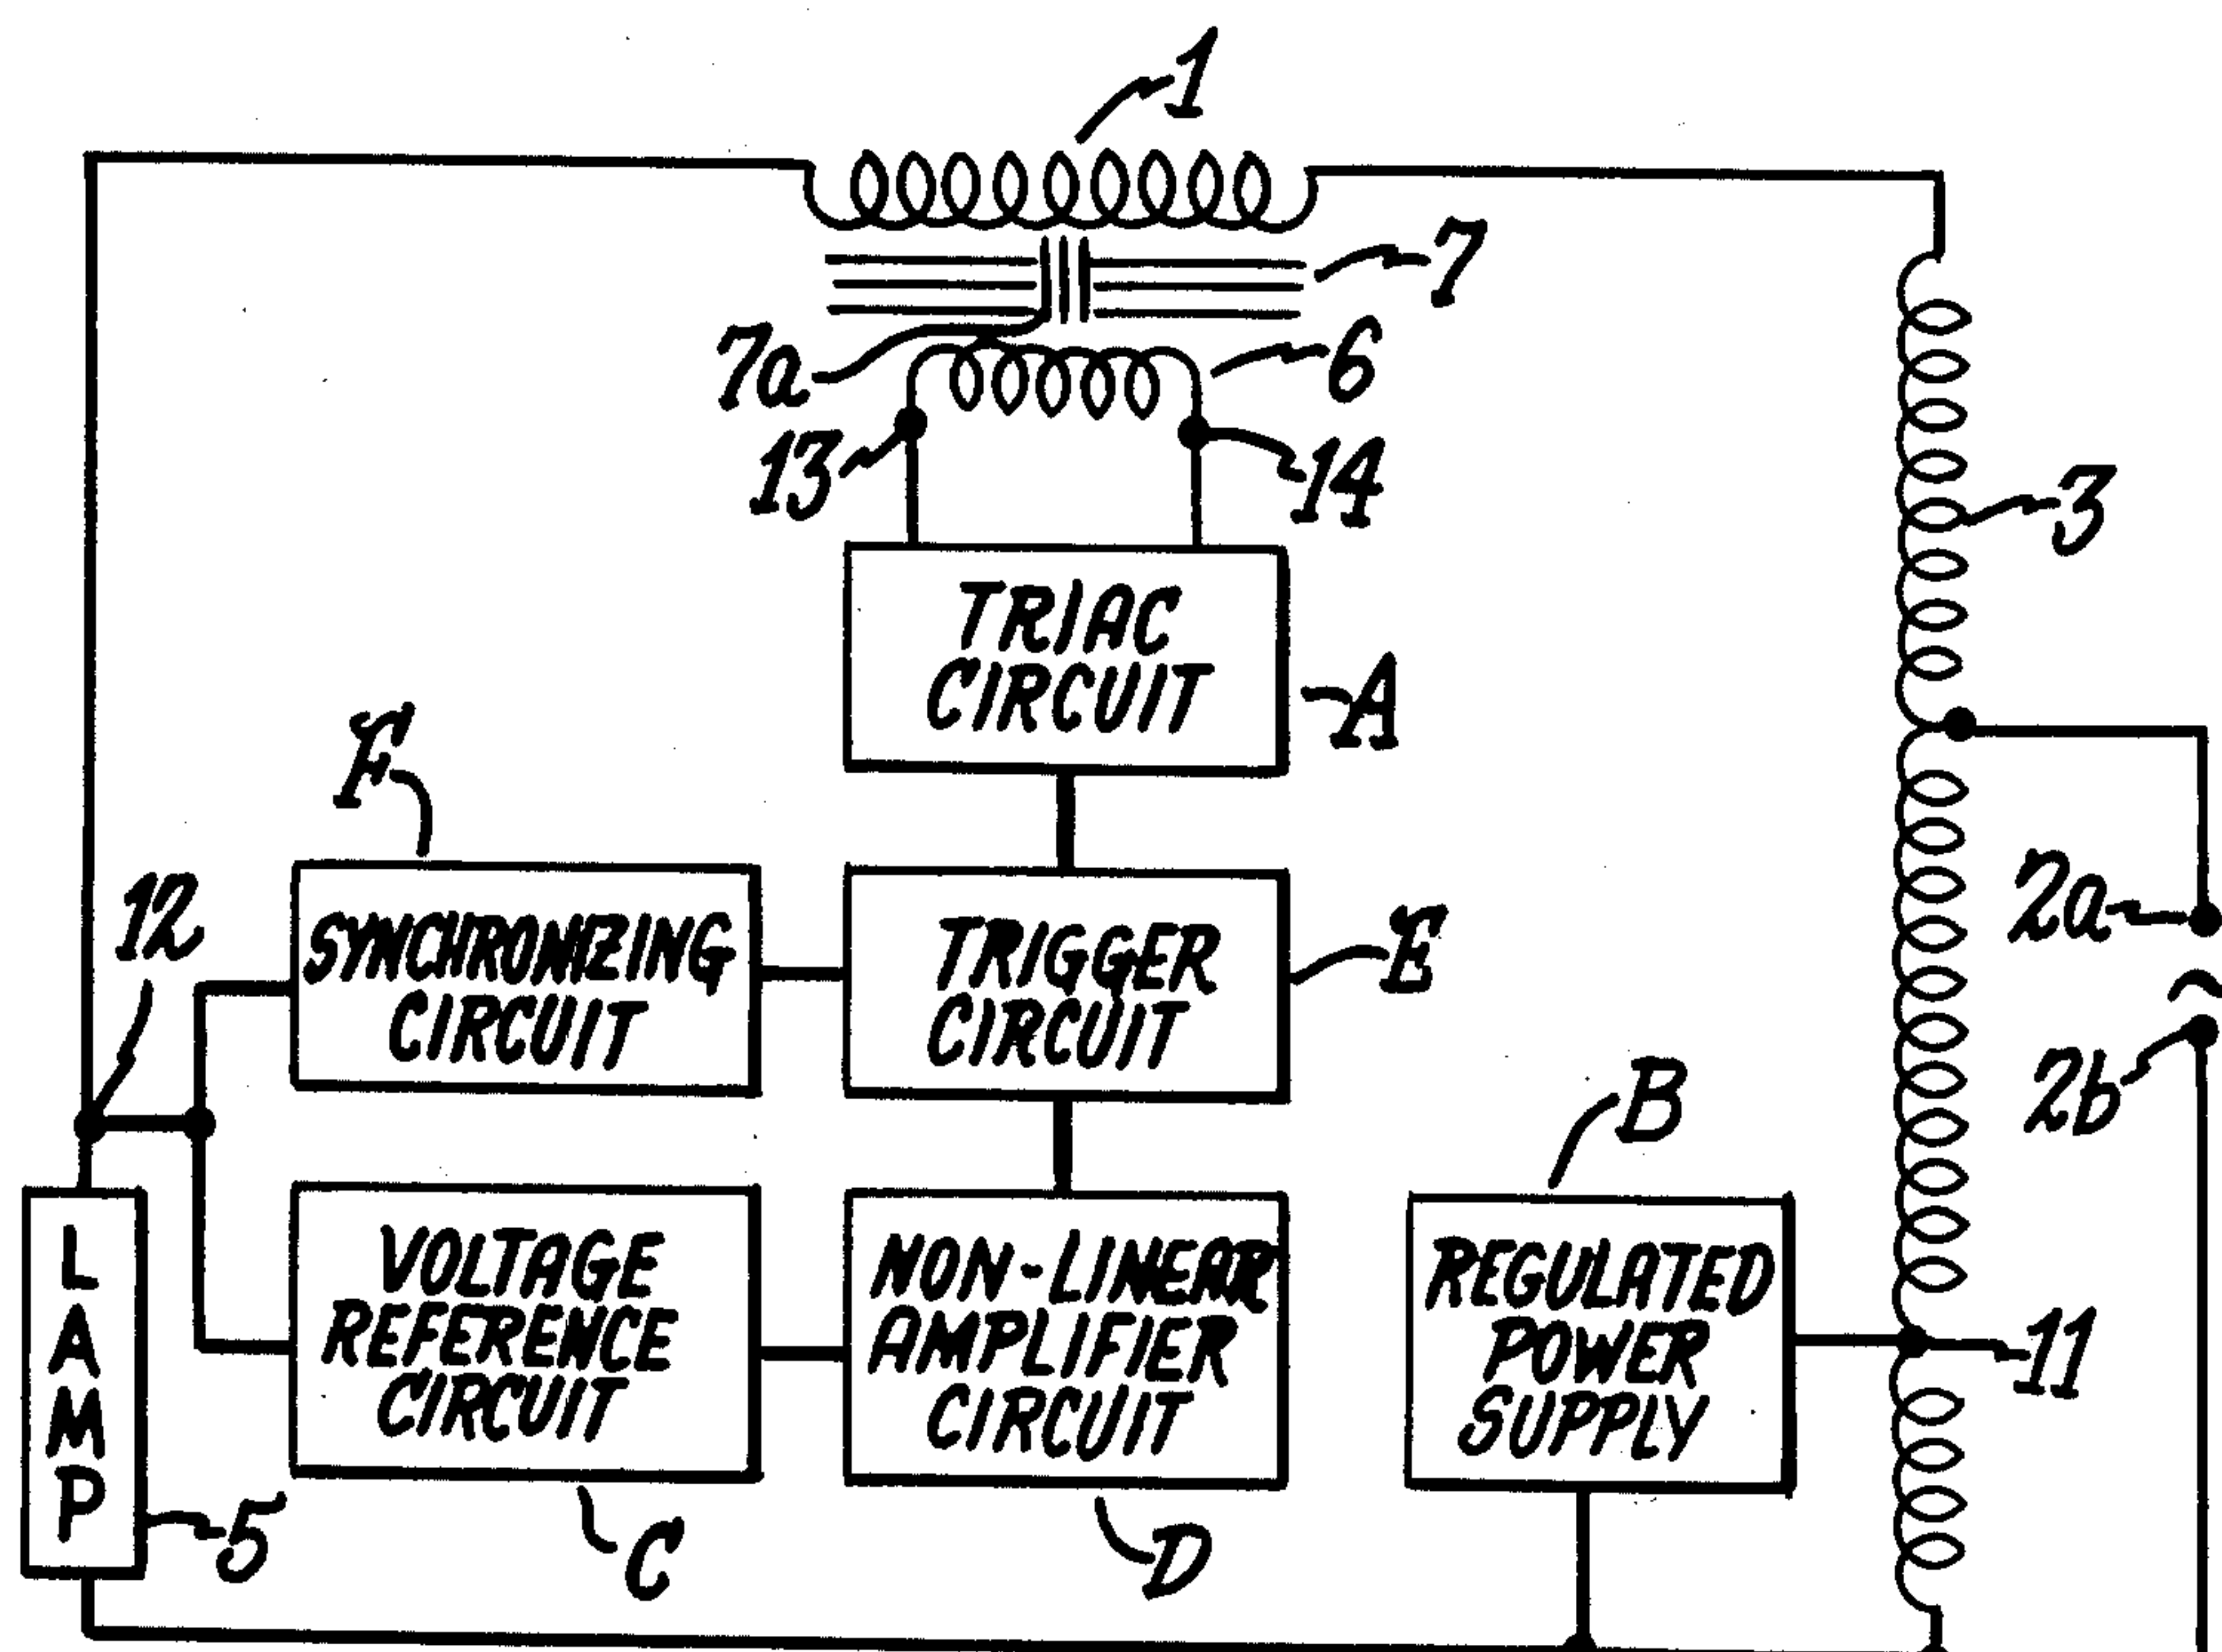 1
7
7a
6
13
14
3
TRIAC
CIRCUIT
A
F
12
SYNCHRONIZING
CIRCUIT
TRIGGER
CIRCUIT
E
2a
~
2b
B
LAMP
5
VOLTAGE
REFERENCE
CIRCUIT
C
NON-LINEAR
AMPLIFIER
CIRCUIT
D
REGULATED
POWER
SUPPLY
11